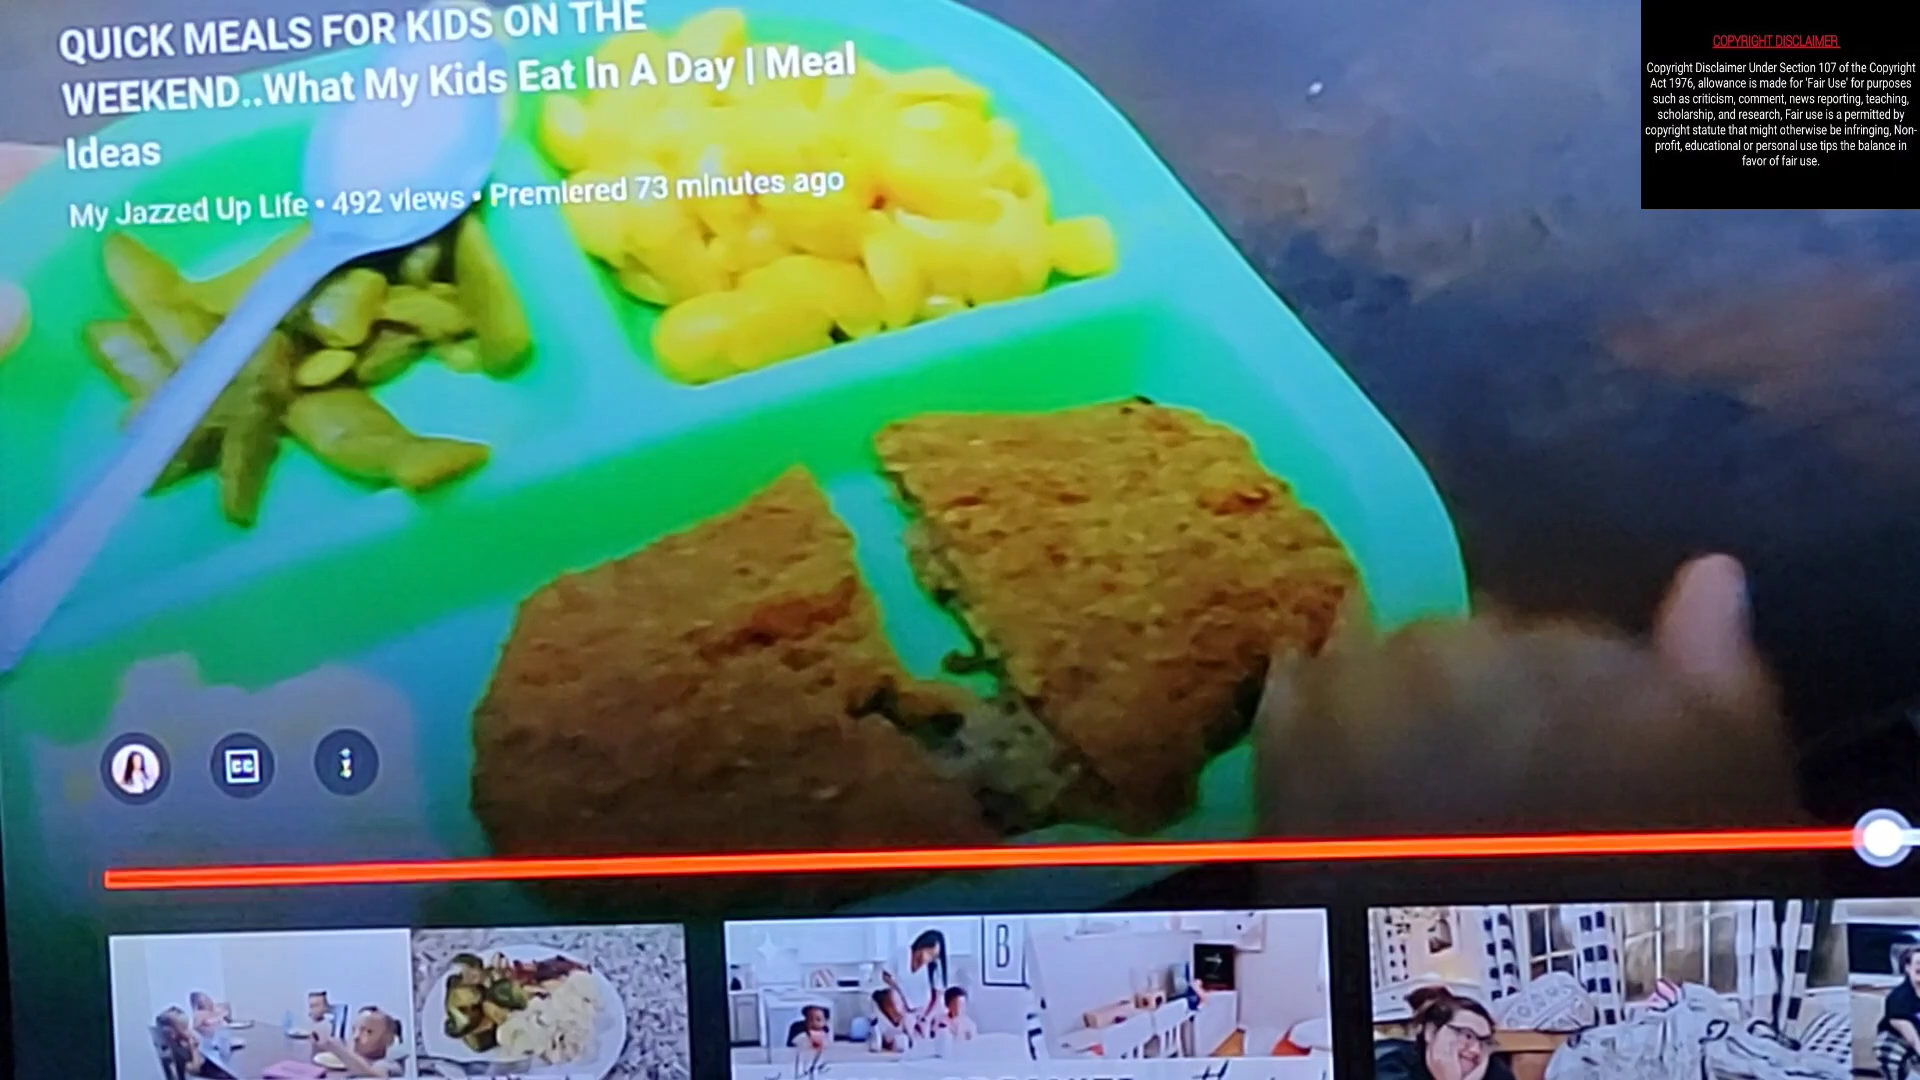 QUICK MEALS FOR KIDS ON THE
WEEKEND..What My Kids Eat In A Day | Meal
Ideas
My Jazzed Up Life • 492 views • Premiered 73 minutes ago
COPYRIGHT DISCLAIMER
Copyright Disclaimer Under Section 107 of the Copyright
Act 1976, allowance is made for 'Fair Use' for purposes
such as criticism, comment, news reporting, teaching,
scholarship, and research, Fair use is a permitted by
copyright statute that might otherwise be infringing, Non-
profit, educational or personal use tips the balance in
favor of fair use.
CC
B